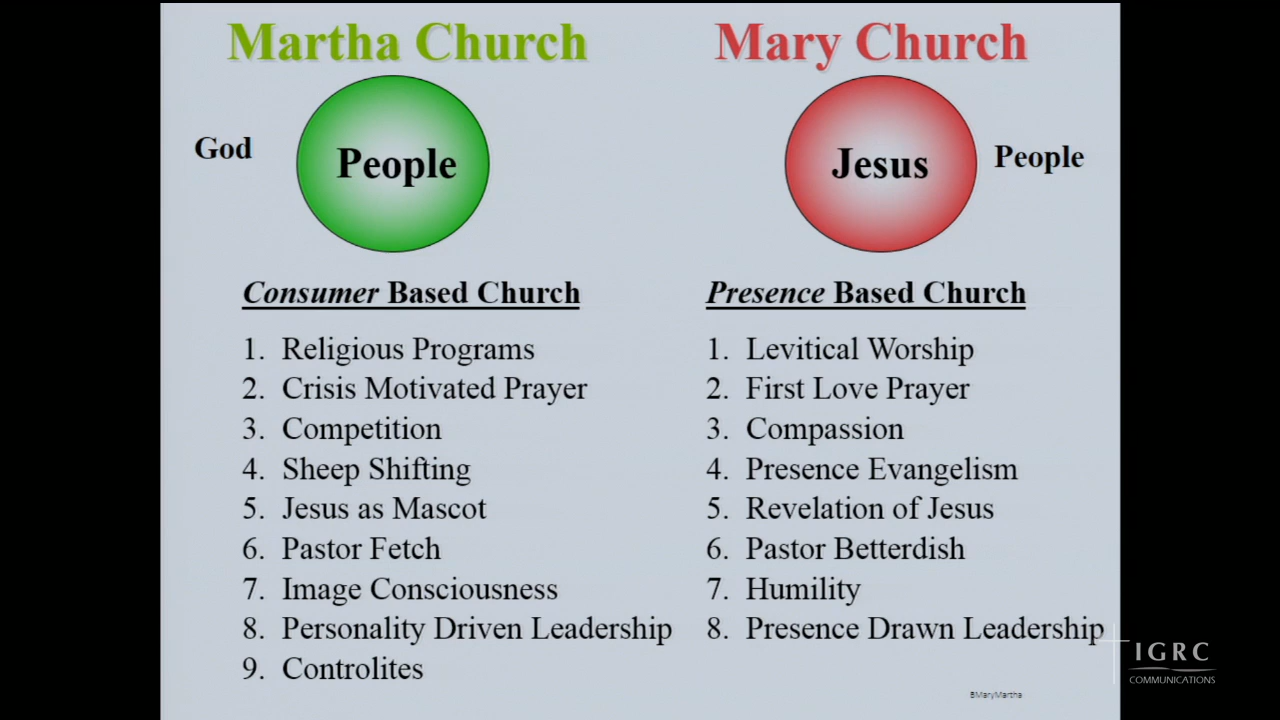 Martha Church
God
People
Consumer Based Church
1. Religious Programs
2. Crisis Motivated Prayer
3. Competition
4. Sheep Shifting
5. Jesus as Mascot
6. Pastor Fetch
7. Image Consciousness
8. Personality Driven Leadership
9. Controlites
Mary Church
Jesus
People
Presence Based Church
1. Levitical Worship
2. First Love Prayer
3. Compassion
4. Presence Evangelism
5. Revelation of Jesus
6. Pastor Betterdish
7. Humility
8. Presence Drawn Leadership
BMaryMartha
IGRC
COMMUNICATIONS